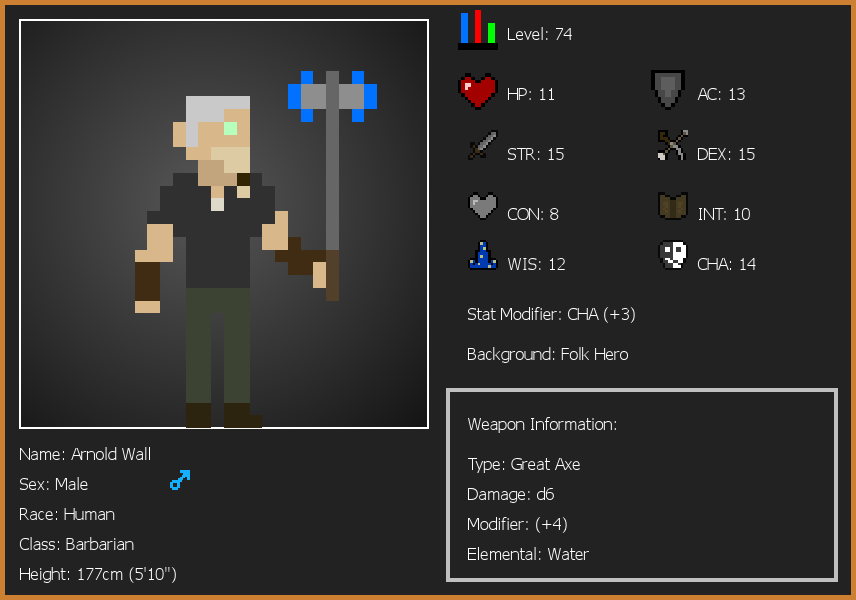 Level: 74
HP: 11
AC: 13
STR: 15
DEX: 15
CON: 8
INT: 10
WIS: 12
CHA: 14
Stat Modifier: CHA (+3)
Background: Folk Hero
Weapon Information:
Type: Great Axe
Damage: d6
Modifier: (+4)
Elemental: Water
Name: Arnold Wall
Sex: Male
Race: Human
Class: Barbarian
Height: 177cm (5'10")